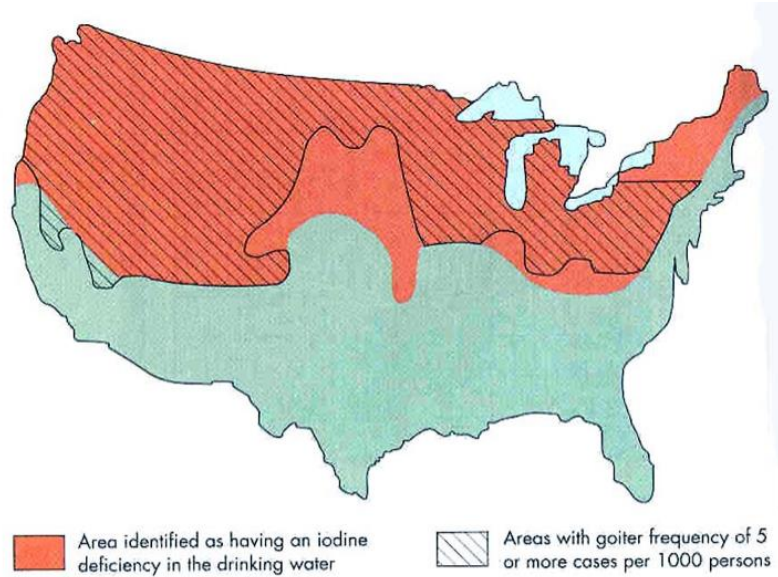 Area identified as having an iodine
deficiency in the drinking water
Areas with goiter frequency of 5
or more cases per 1000 persons